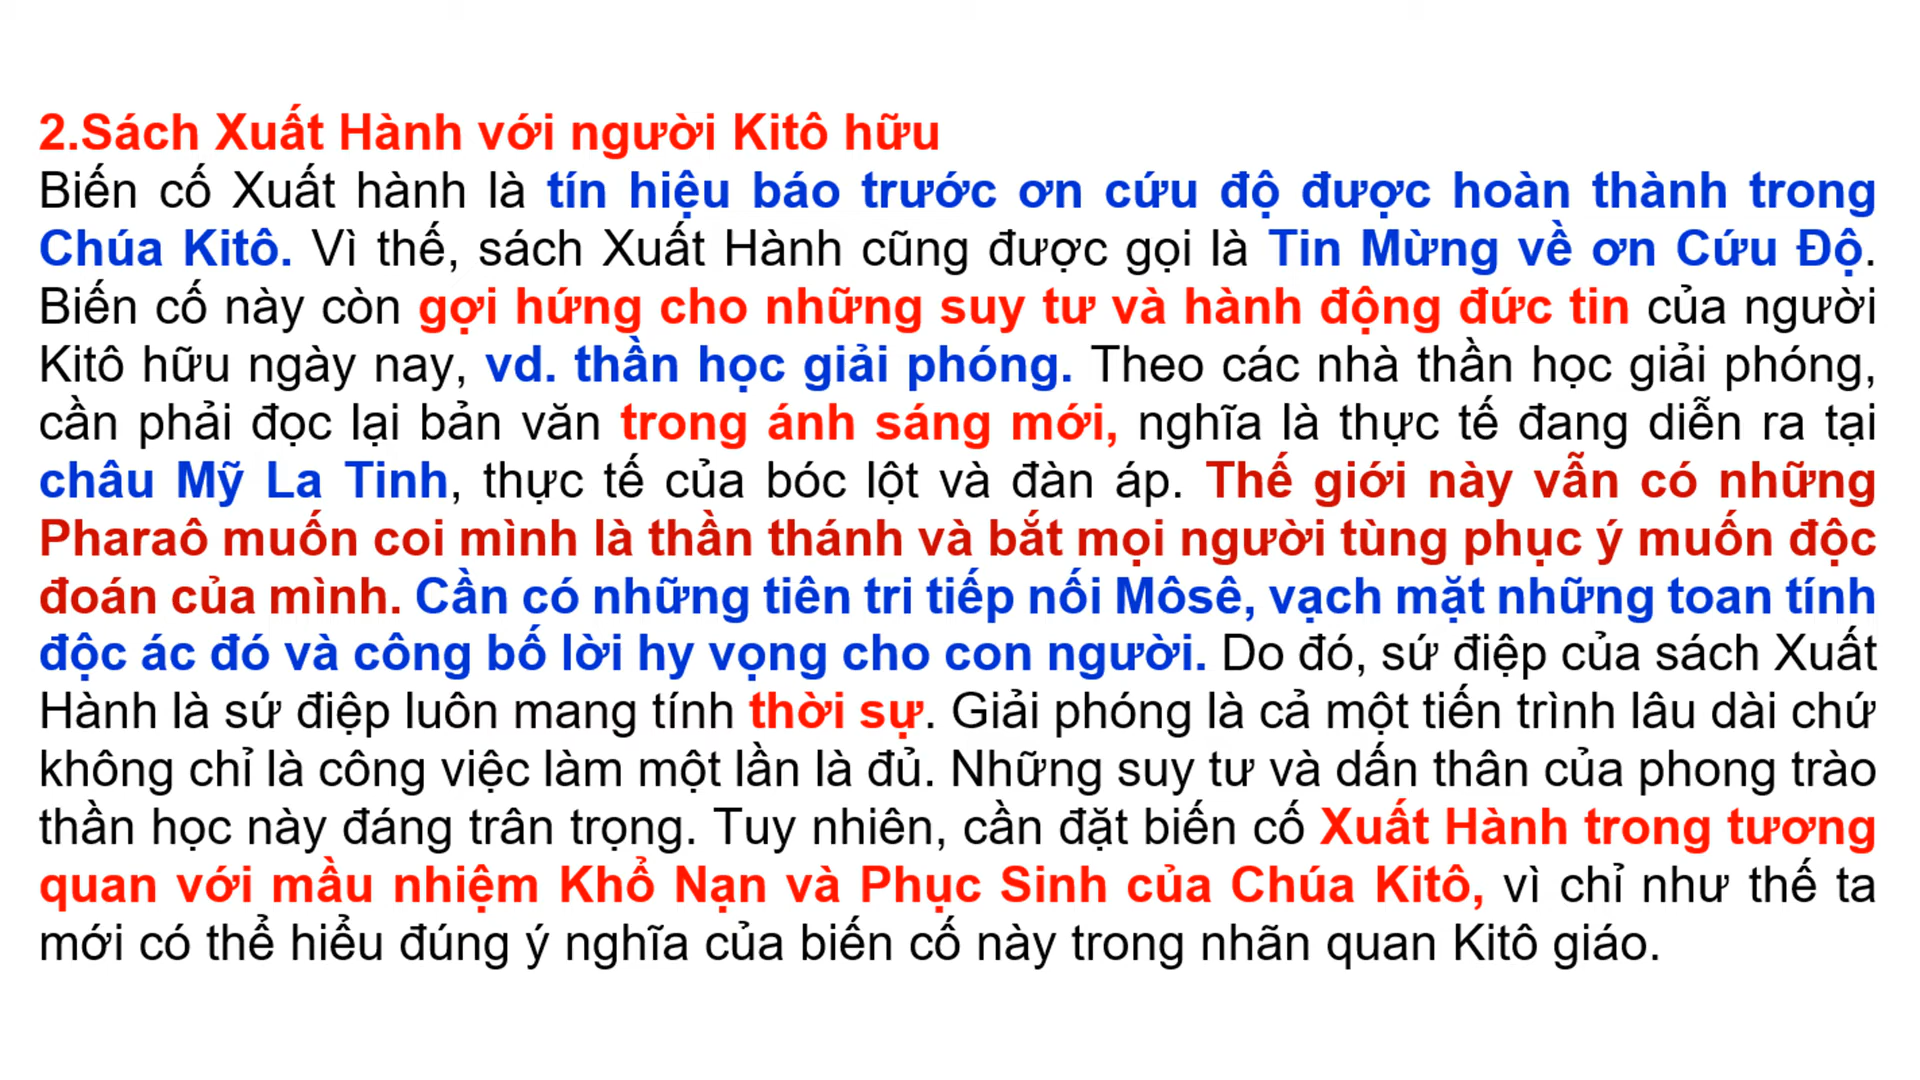 2.Sách Xuất Hành với người Kitô hữu
Biến cố Xuất hành là tín hiệu báo trước ơn cứu độ được hoàn thành trong
Chúa Kitô. Vì thế, sách Xuất Hành cũng được gọi là Tin Mừng về ơn Cứu Độ.
Biến cố này còn gợi hứng cho những suy tư và hành động đức tin của người
Kitô hữu ngày nay, vd. thần học giải phóng. Theo các nhà thần học giải phóng,
cần phải đọc lại bản văn trong ánh sáng mới, nghĩa là thực tế đang diễn ra tại
châu Mỹ La Tinh, thực tế của bóc lột và đàn áp. Thế giới này vẫn có những
Pharaô muốn coi mình là thần thánh và bắt mọi người tùng phục ý muốn độc
đoán của mình. Cần có những tiên tri tiếp nối Môsê, vạch mặt những toan tính
độc ác đó và công bố lời hy vọng cho con người. Do đó, sứ điệp của sách Xuất
Hành là sứ điệp luôn mang tính thời sự. Giải phóng là cả một tiến trình lâu dài chứ
không chỉ là công việc làm một lần là đủ. Những suy tư và dấn thân của phong trào
thần học này đáng trân trọng. Tuy nhiên, cần đặt biến cố Xuất Hành trong tương
quan với mầu nhiệm Khổ Nạn và Phục Sinh của Chúa Kitô, vì chỉ như thế ta
mới có thể hiểu đúng ý nghĩa của biến cố này trong nhãn quan Kitô giáo.